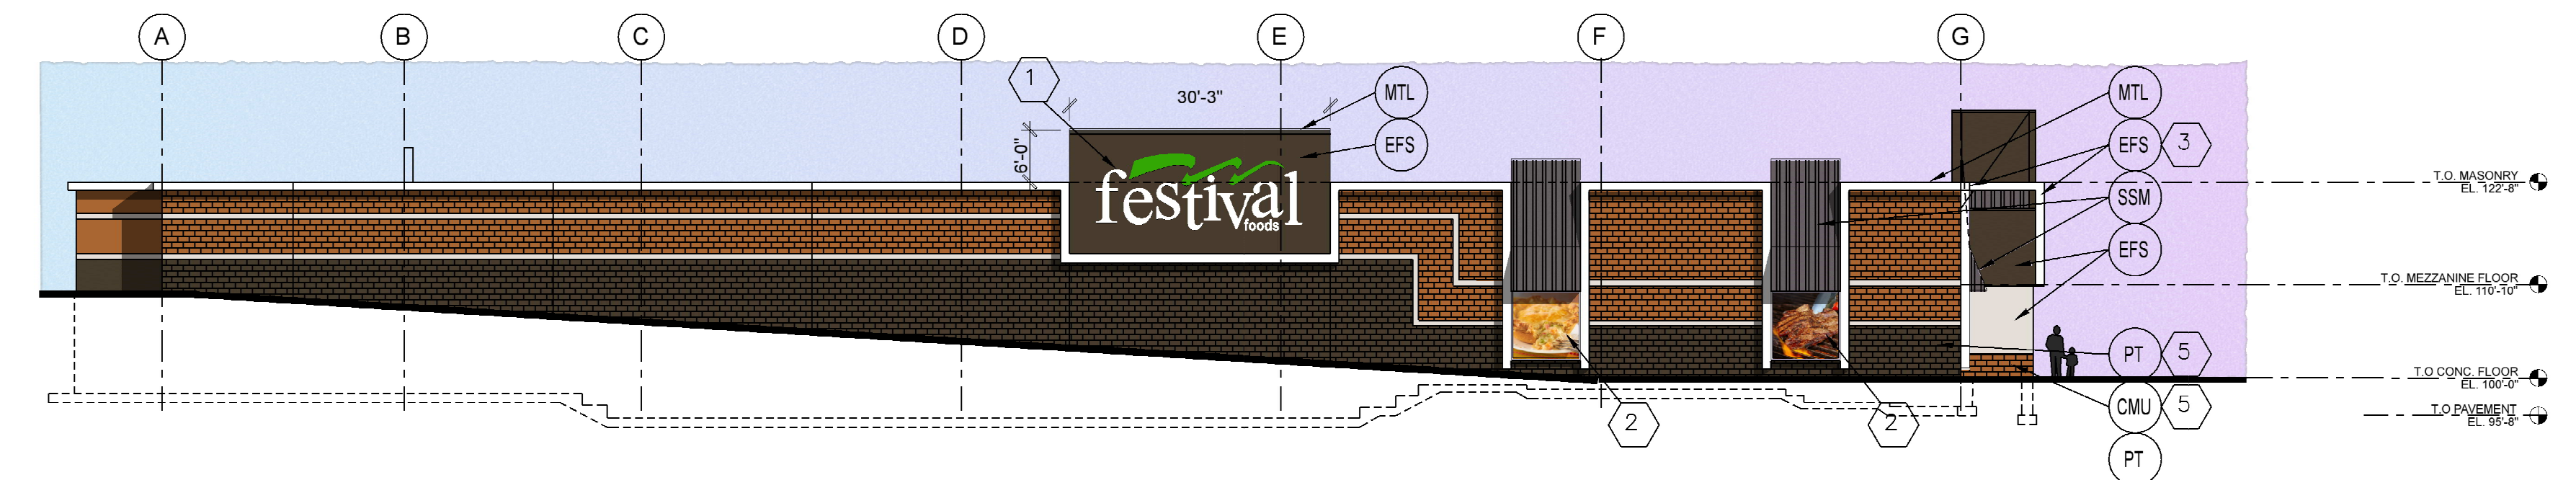 A B C D E F G
1
30'-3"
6'-0"
MTL
EFS
festival
foods
MTL
EFS 3
SSM
EFS
PT 5
CMU 5
PT
2
2
T.O. MASONRY
EL. 122'-8"
T.O. MEZZANINE FLOOR
EL. 110'-10"
T.O CONC. FLOOR
EL. 100'-0"
T.O PAVEMENT
EL. 95'-8"